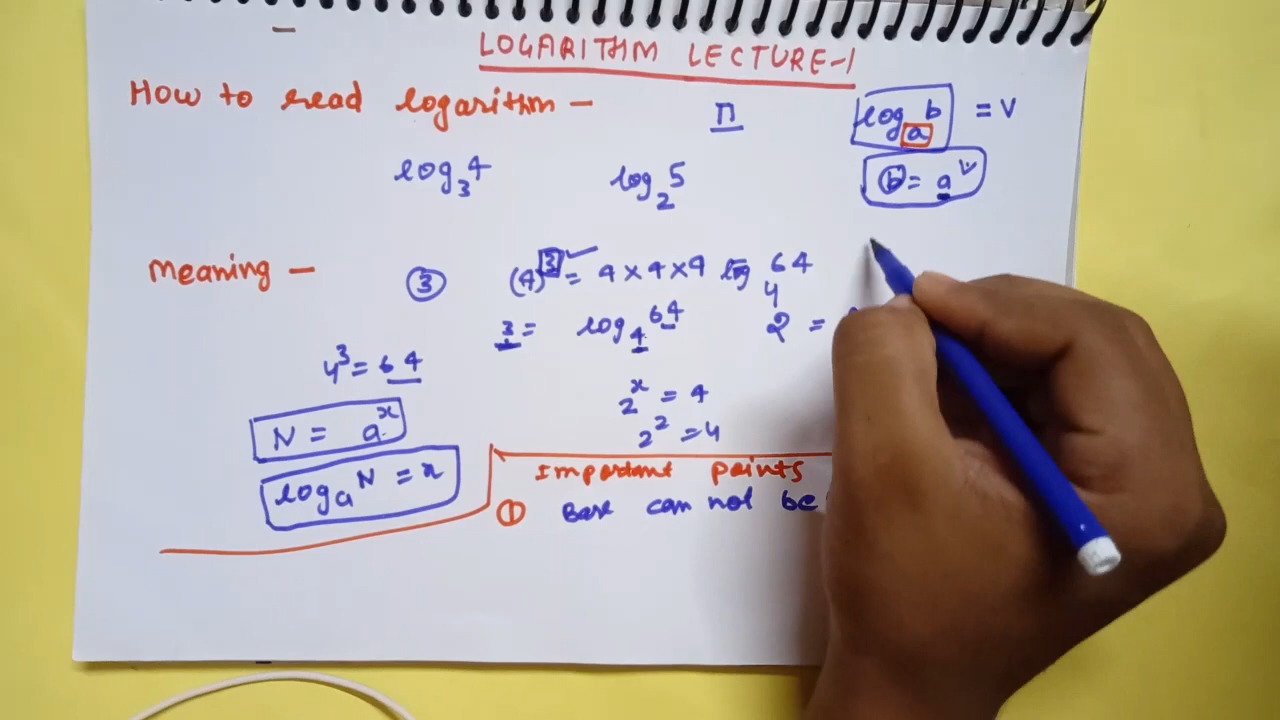 LOGARITHM LECTURE-1
How to read logarithm -
n
log_a b = v
b = a^v
log_3 4 log_2 5
Meaning - ③ (4)^3 = 4 × 4 × 4 log_4 64
3 = log_4 64 2 =
4^3 = 64
2^x = 4
2^2 = 4
N = a^x
log_a N = x
Important points
① Base can not be